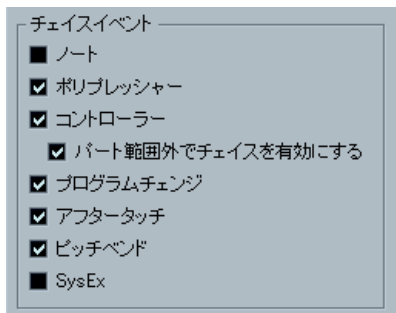 チェイスイベント
ノート
ポリプレッシャー
コントローラー
パート範囲外でチェイスを有効にする
プログラムチェンジ
アフタータッチ
ピッチベンド
SysEx